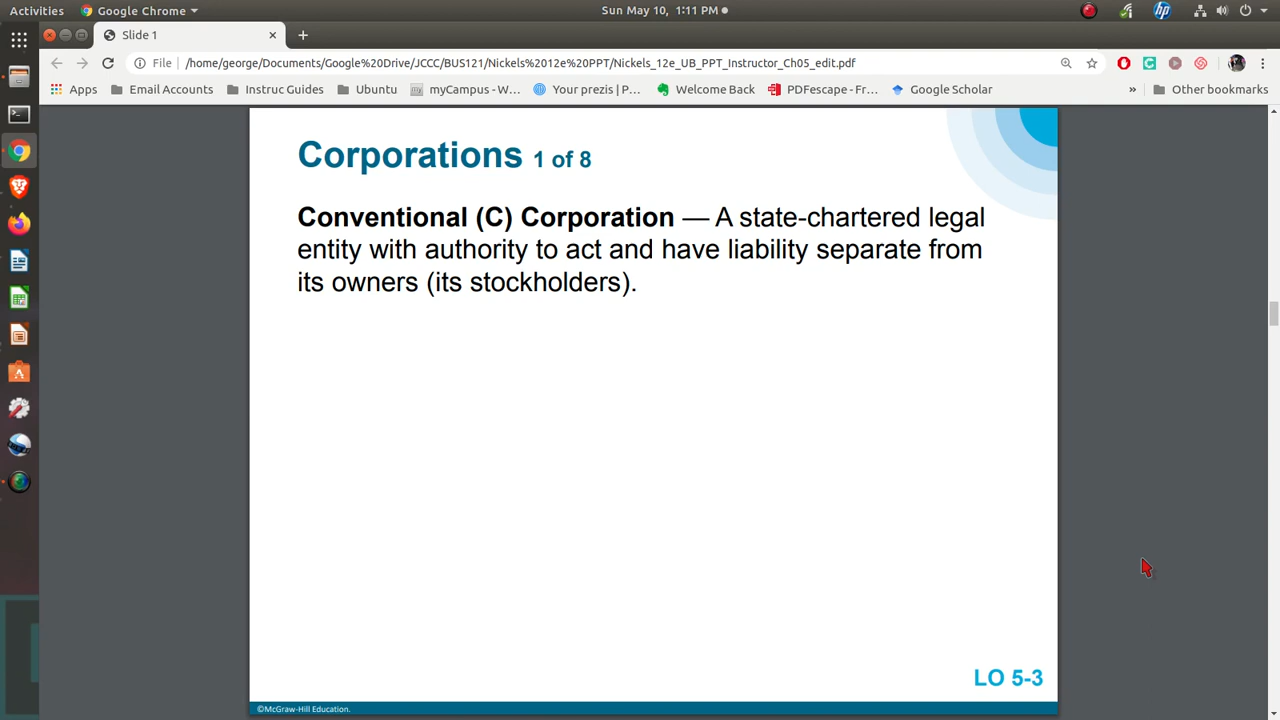 Activities
Google Chrome
Sun May 10, 1:11 PM
Slide 1
File
/home/george/Documents/Google%20Drive/JCCC/BUS121/Nickels%2012e%20PPT/Nickels_12e_UB_PPT_Instructor_Ch05_edit.pdf
Apps
Email Accounts
Instruc Guides
Ubuntu
myCampus - W...
Your prezis | P...
Welcome Back
PDFescape - Fr...
Google Scholar
»
Other bookmarks
Corporations 1 of 8
Conventional (C) Corporation — A state-chartered legal
entity with authority to act and have liability separate from
its owners (its stockholders).
LO 5-3
©McGraw-Hill Education.